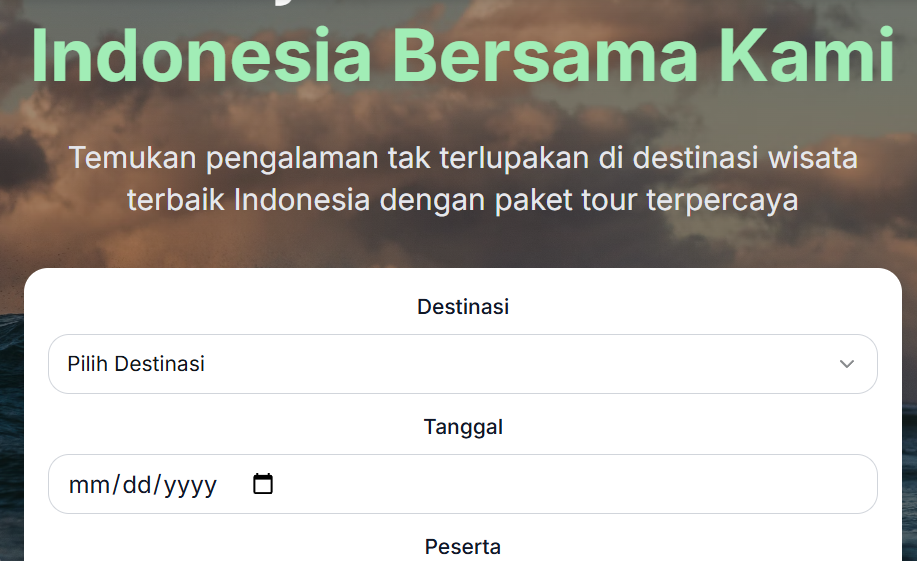 Indonesia Bersama Kami
Temukan pengalaman tak terlupakan di destinasi wisata
terbaik Indonesia dengan paket tour terpercaya
Destinasi
Pilih Destinasi
Tanggal
mm/dd/yyyy
Peserta